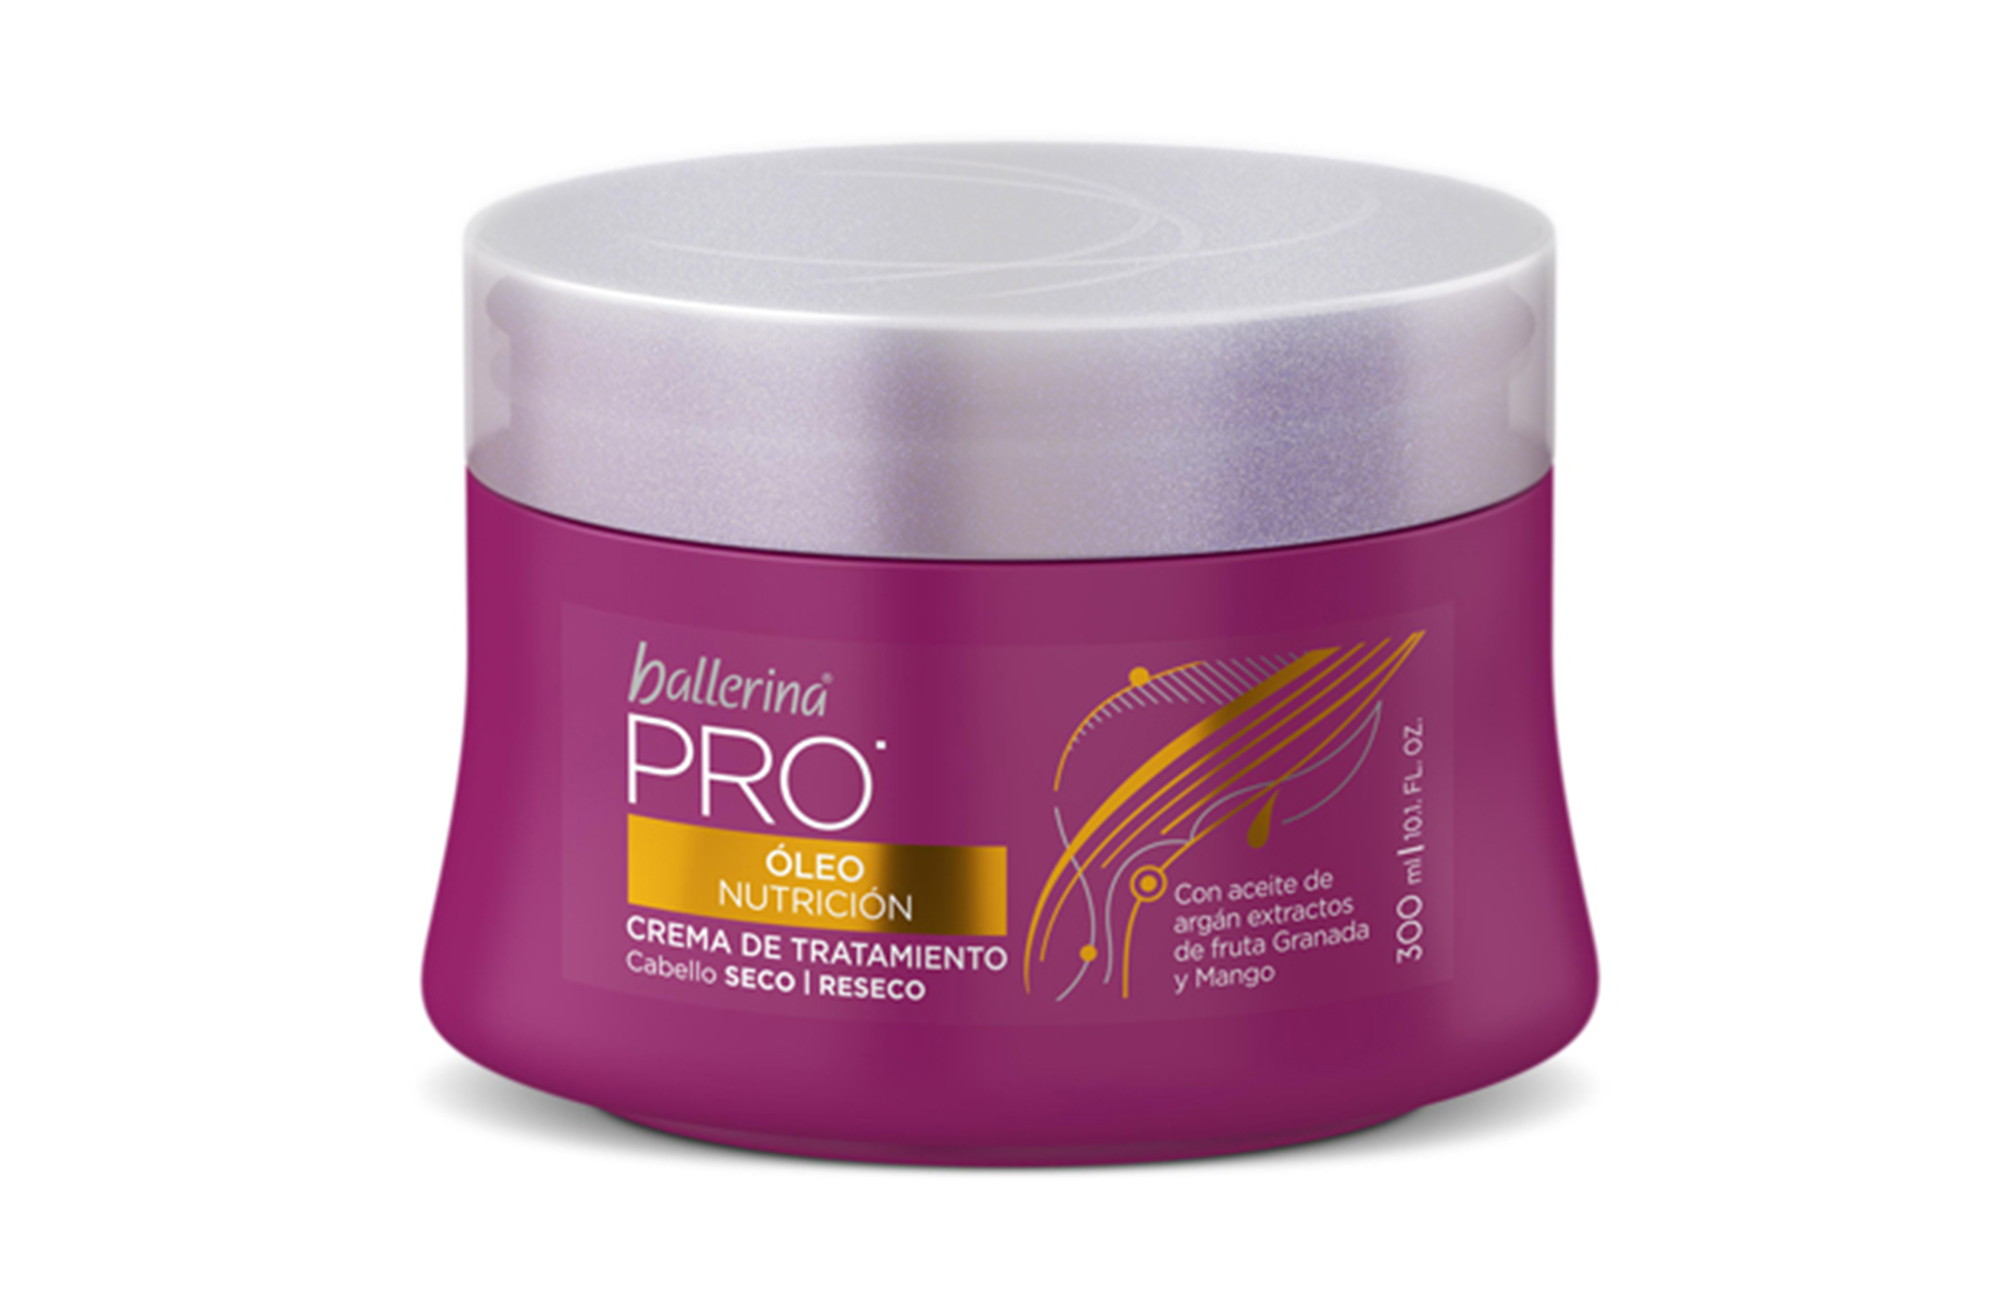 ballerina®
PRO
ÓLEO
NUTRICIÓN
CREMA DE TRATAMIENTO
Cabello SECO | RESECO
Con aceite de
argán extractos
de fruta Granada
y Mango
300 ml | 10.1. FL. OZ.